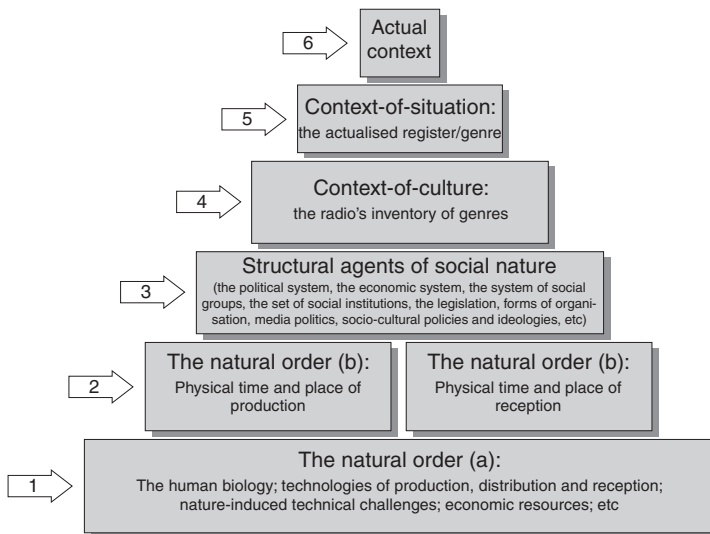 6
Actual
context
5
Context-of-situation:
the actualised register/genre
4
Context-of-culture:
the radio's inventory of genres
3
Structural agents of social nature
(the political system, the economic system, the system of social
groups, the set of social institutions, the legislation, forms of organi-
sation, media politics, socio-cultural policies and ideologies, etc)
2
The natural order (b):
Physical time and place of
production
The natural order (b):
Physical time and place of
reception
1
The natural order (a):
The human biology; technologies of production, distribution and reception;
nature-induced technical challenges; economic resources; etc